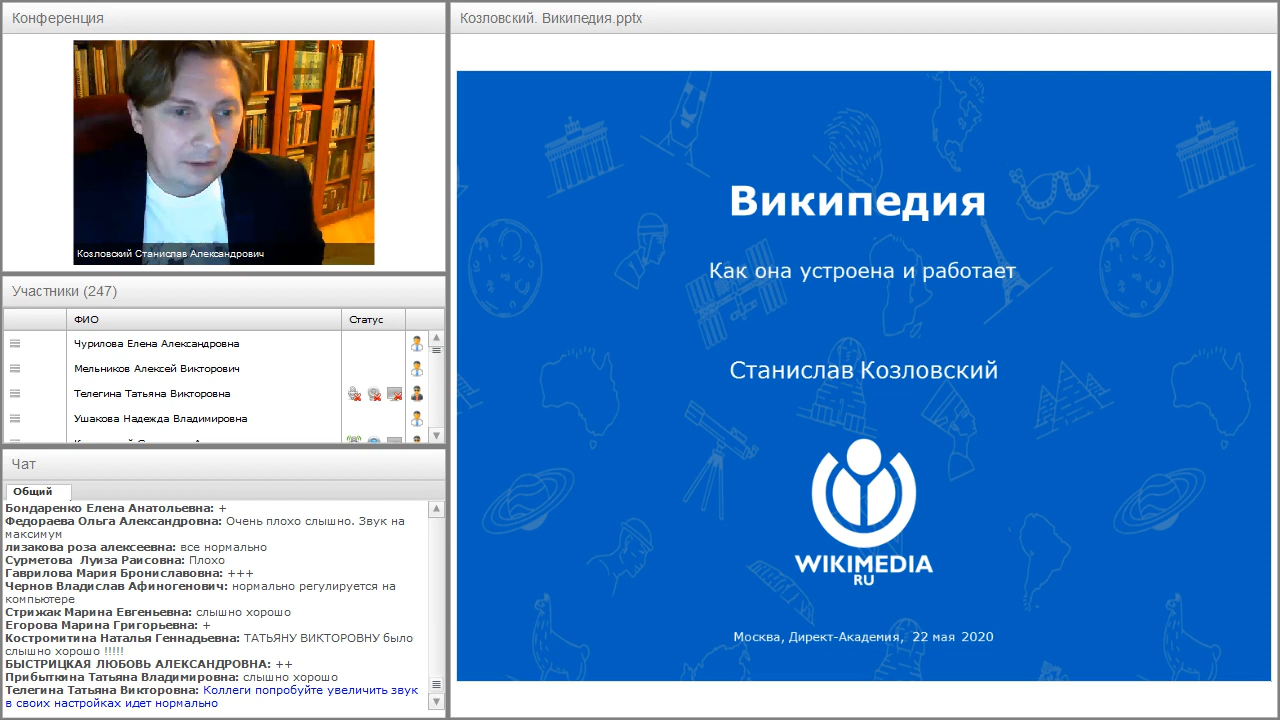 Конференция
Козловский Станислав Александрович
Участники (247)
ФИО
Статус
Чурилова Елена Александровна
Мельников Алексей Викторович
Телегина Татьяна Викторовна
Ушакова Надежда Владимировна
Чат
Общий
Бондаренко Елена Анатольевна: +
Федораева Ольга Александровна: Очень плохо слышно. Звук на
максимум
лизакова роза алексеевна: все нормально
Сурметова Луиза Раисовна: Плохо
Гаврилова Мария Брониславовна: +++
Чернов Владислав Афиногенович: нормально регулируется на
компьютере
Стрижак Марина Евгеньевна: слышно хорошо
Егорова Марина Григорьевна: +
Костромитина Наталья Геннадьевна: ТАТЬЯНУ ВИКТОРОВНУ было
слышно хорошо !!!!!
БЫСТРИЦКАЯ ЛЮБОВЬ АЛЕКСАНДРОВНА: ++
Прибыткина Татьяна Владимировна: слышно хорошо
Телегина Татьяна Викторовна: Коллеги попробуйте увеличить звук
в своих настройках идет нормально
Козловский. Википедия.pptx
Википедия
Как она устроена и работает
Станислав Козловский
WIKIMEDIA
RU
Москва, Директ-Академия, 22 мая 2020